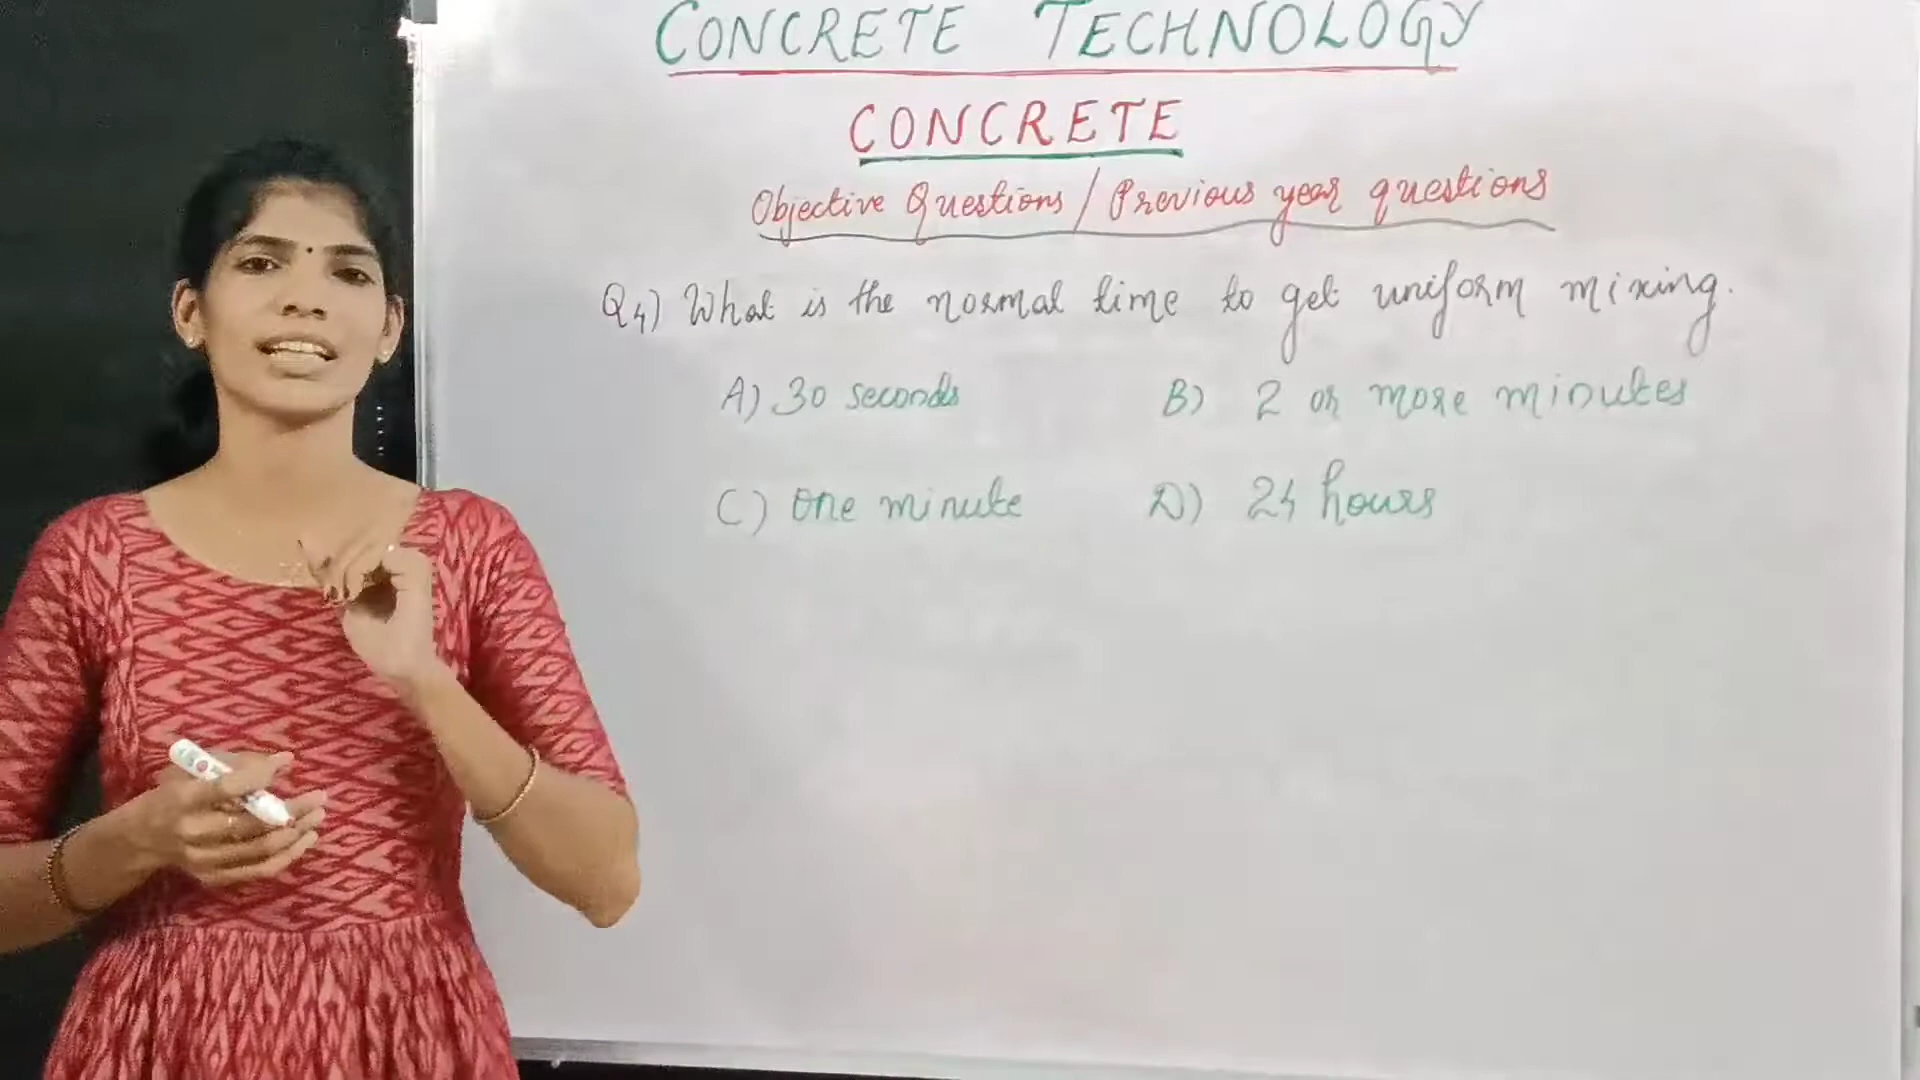 CONCRETE TECHNOLOGY
CONCRETE
Objective Questions / Previous year questions
Q4) What is the normal time to get uniform mixing.
A) 30 seconds B) 2 or more minutes
C) One minute D) 24 hours